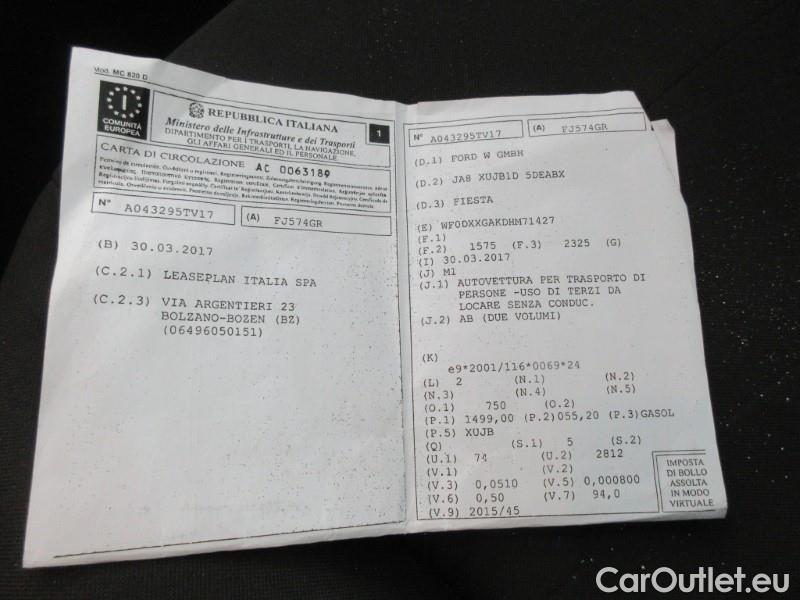 Mod. MC 820 D
I
COMUNITÀ
EUROPEA
REPUBBLICA ITALIANA
Ministero delle Infrastrutture e dei Trasporti
DIPARTIMENTO PER I TRASPORTI, LA NAVIGAZIONE,
GLI AFFARI GENERALI ED IL PERSONALE
1
CARTA DI CIRCOLAZIONE AC 0063189
N° A043295TV17 (A) FJ574GR
(B) 30.03.2017
(C.2.1) LEASEPLAN ITALIA SPA
(C.2.3) VIA ARGENTIERI 23
BOLZANO-BOZEN (BZ)
(06496050151)
N° A043295TV17 (A) FJ574GR
(D.1) FORD W GMBH
(D.2) JA8 XUJB1D 5DEABX
(D.3) FIESTA
(E) WF0DXXGAKDHM71427
(F.1)
(F.2) 1575 (F.3) 2325 (G)
(I) 30.03.2017
(J) M1
(J.1) AUTOVETTURA PER TRASPORTO DI
PERSONE -USO DI TERZI DA
LOCARE SENZA CONDUC.
(J.2) AB (DUE VOLUMI)
(K)
e9*2001/116*0069*24
(L) 2 (N.1) (N.2)
(N.3) (N.4) (N.5)
(O.1) 750 (O.2)
(P.1) 1499,00 (P.2)055,20 (P.3)GASOL
(P.5) XUJB
(Q) (S.1) 5 (S.2)
(U.1) 74 (U.2) 2812
(V.1) (V.2)
(V.3) 0,0510 (V.5) 0,000800
(V.6) 0,50 (V.7) 94,0
(V.9) 2015/45
IMPOSTA
DI BOLLO
ASSOLTA
IN MODO
VIRTUALE
CarOutlet.eu